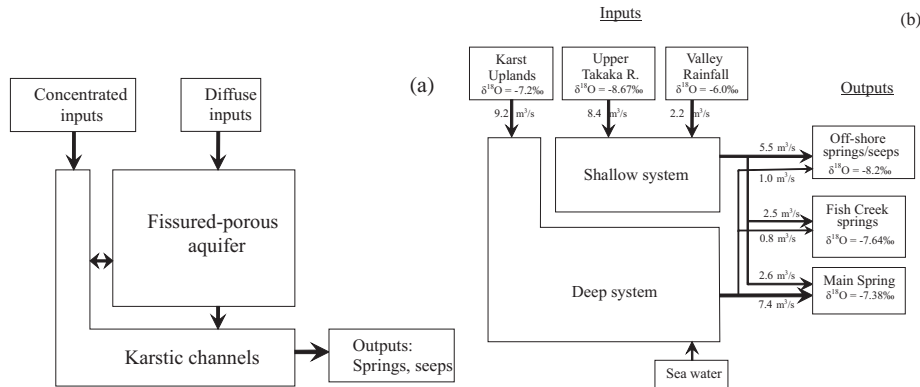 (a)
Concentrated
inputs
Diffuse
inputs
Fissured-porous
aquifer
Karstic channels
Outputs:
Springs, seeps
(b)
Inputs
Karst
Uplands
δ¹⁸O = -7.2‰
Upper
Takaka R.
δ¹⁸O = -8.67‰
Valley
Rainfall
δ¹⁸O = -6.0‰
9.2 m³/s
8.4 m³/s
2.2 m³/s
Outputs
Shallow system
Deep system
5.5 m³/s
1.0 m³/s
Off-shore
springs/seeps
δ¹⁸O = -8.2‰
2.5 m³/s
0.8 m³/s
Fish Creek
springs
δ¹⁸O = -7.64‰
2.6 m³/s
7.4 m³/s
Main Spring
δ¹⁸O = -7.38‰
Sea water